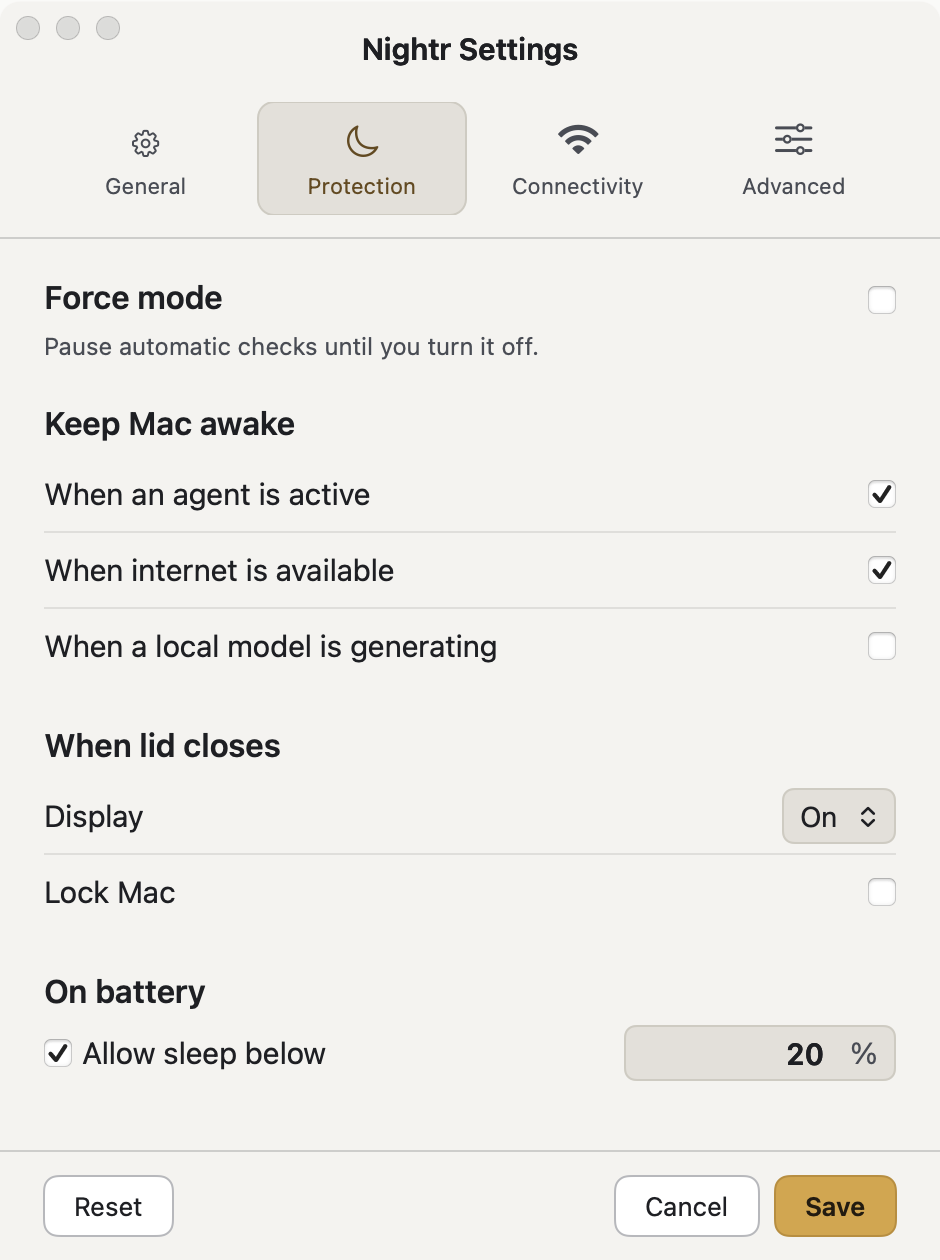 Nightr Settings
General
Protection
Connectivity
Advanced
Force mode
Pause automatic checks until you turn it off.
Keep Mac awake
When an agent is active
When internet is available
When a local model is generating
When lid closes
Display
On
Lock Mac
On battery
Allow sleep below
20 %
Reset
Cancel
Save